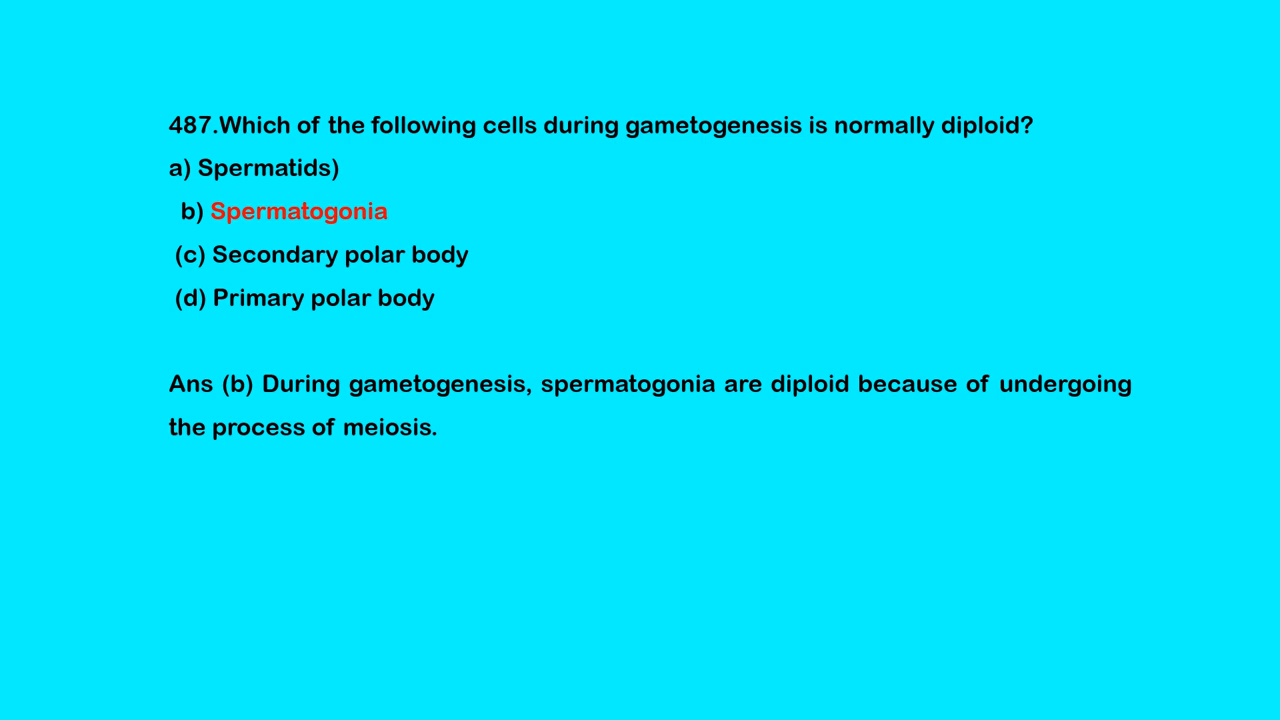 487.Which of the following cells during gametogenesis is normally diploid?
a) Spermatids)
b) Spermatogonia
(c) Secondary polar body
(d) Primary polar body
Ans (b) During gametogenesis, spermatogonia are diploid because of undergoing
the process of meiosis.